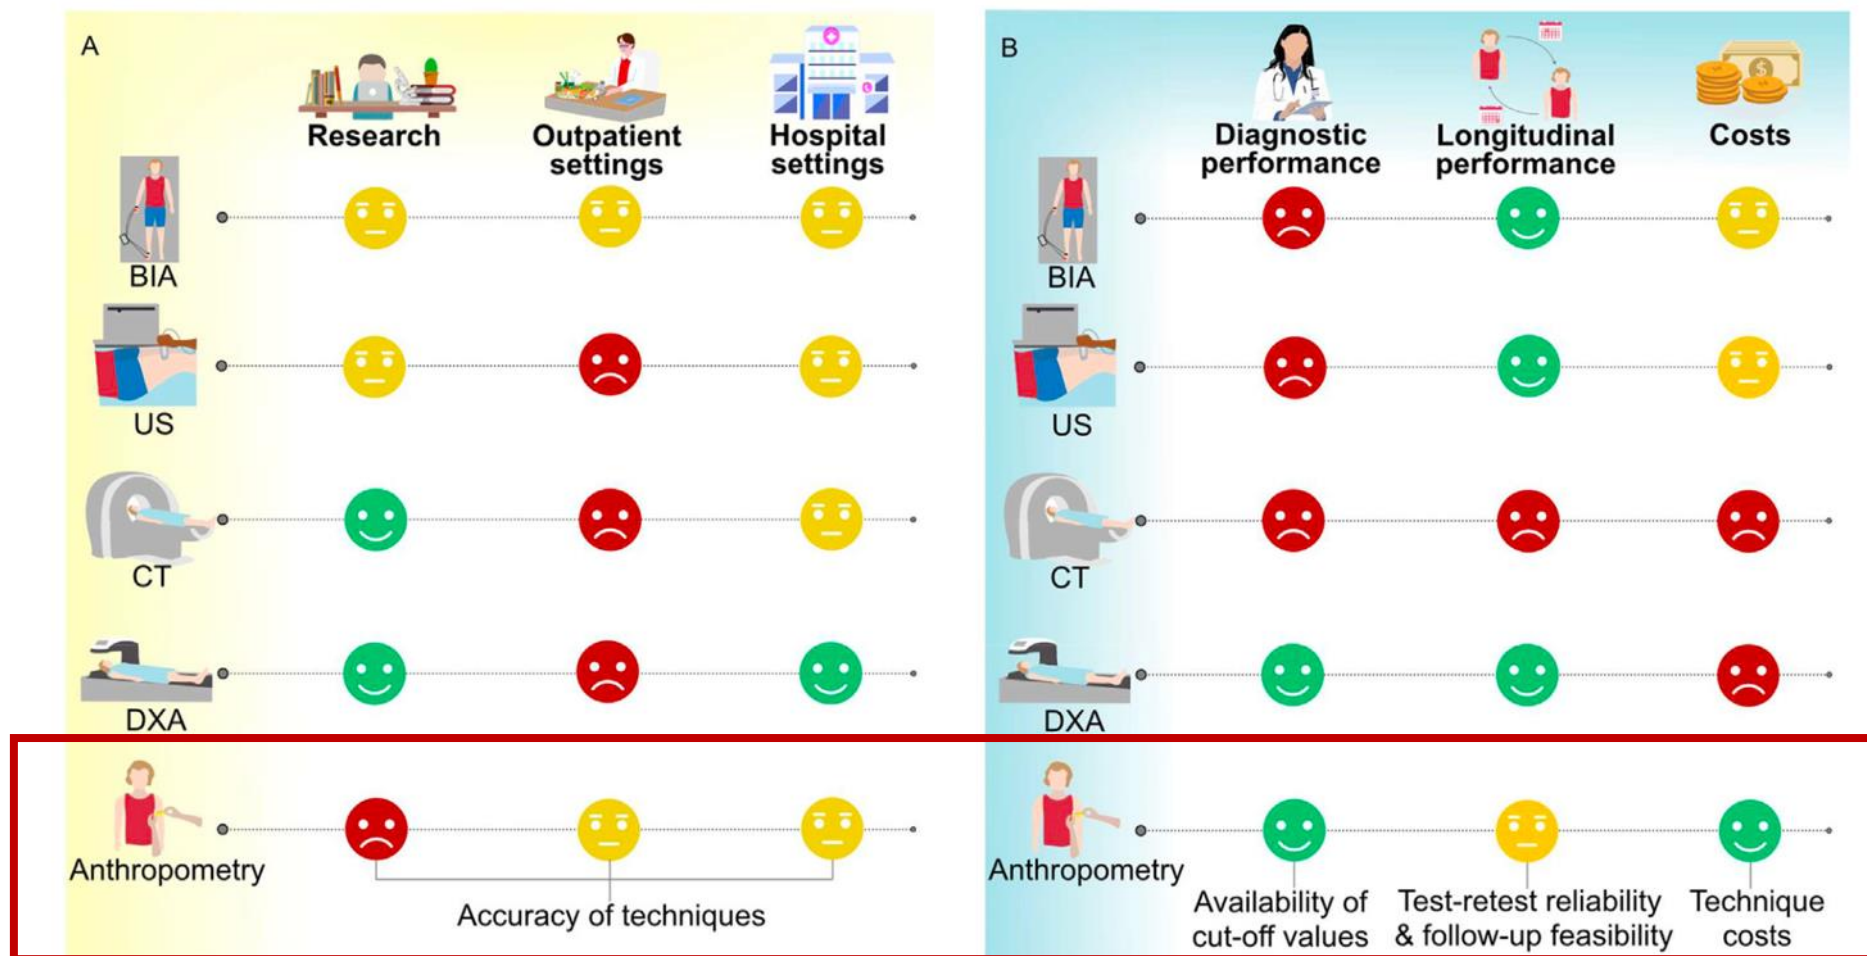 A
Research
Outpatient
settings
Hospital
settings
BIA
US
CT
DXA
Anthropometry
Accuracy of techniques
B
Diagnostic
performance
Longitudinal
performance
Costs
BIA
US
CT
DXA
Anthropometry
Availability of
cut-off values
Test-retest reliability
& follow-up feasibility
Technique
costs